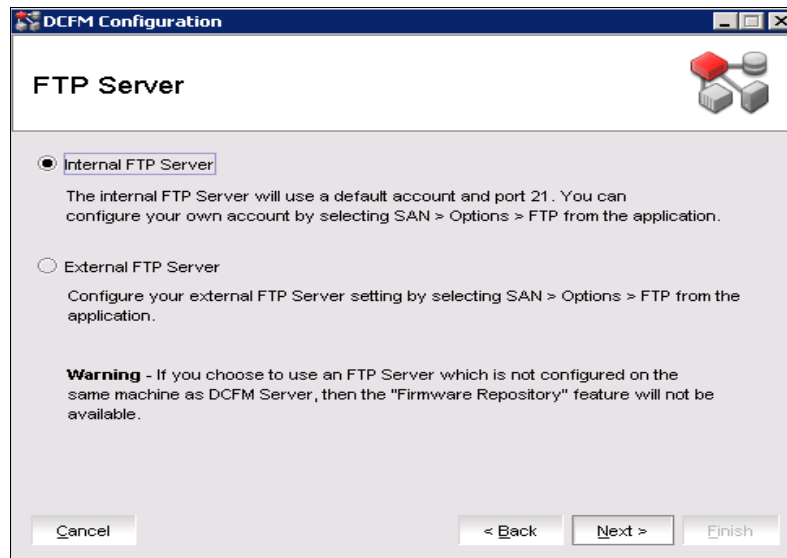 DCFM Configuration
FTP Server
Internal FTP Server
The internal FTP Server will use a default account and port 21. You can
configure your own account by selecting SAN > Options > FTP from the application.
External FTP Server
Configure your external FTP Server setting by selecting SAN > Options > FTP from the
application.
Warning - If you choose to use an FTP Server which is not configured on the
same machine as DCFM Server, then the "Firmware Repository" feature will not be
available.
Cancel
< Back
Next >
Finish